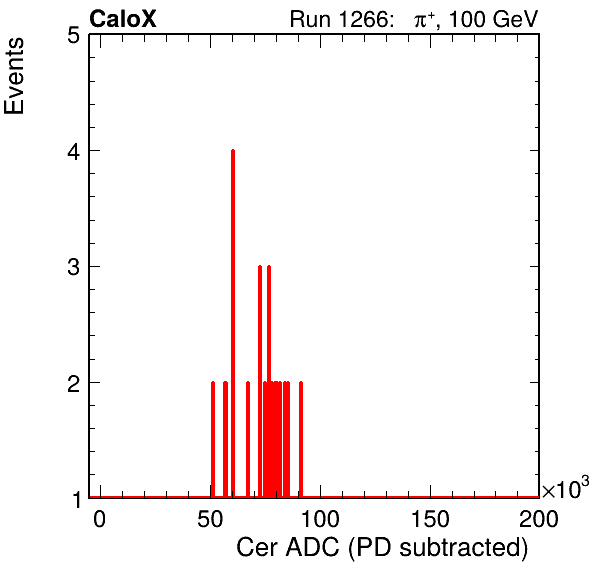 CaloX Run 1266: π⁺, 100 GeV
Events
5
4
3
2
1
0 50 100 150 200
×10³
Cer ADC (PD subtracted)